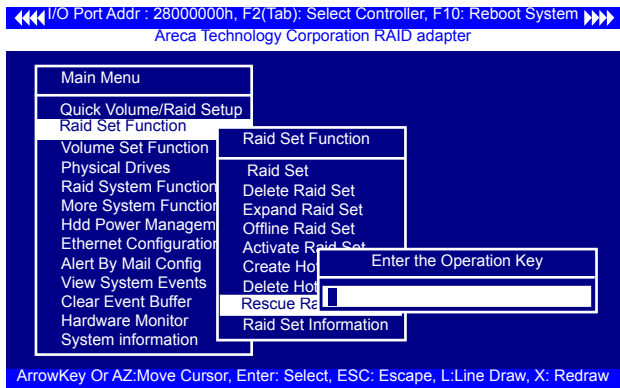 I/O Port Addr : 28000000h, F2(Tab): Select Controller, F10: Reboot System
Areca Technology Corporation RAID adapter
Main Menu
Quick Volume/Raid Setup
Raid Set Function
Volume Set Function
Physical Drives
Raid System Function
More System Function
Hdd Power Managem
Ethernet Configuration
Alert By Mail Config
View System Events
Clear Event Buffer
Hardware Monitor
System information
Raid Set Function
Raid Set
Delete Raid Set
Expand Raid Set
Offline Raid Set
Activate Raid Set
Create Hot
Delete Hot
Rescue Ra
Raid Set Information
Enter the Operation Key
ArrowKey Or AZ:Move Cursor, Enter: Select, ESC: Escape, L:Line Draw, X: Redraw